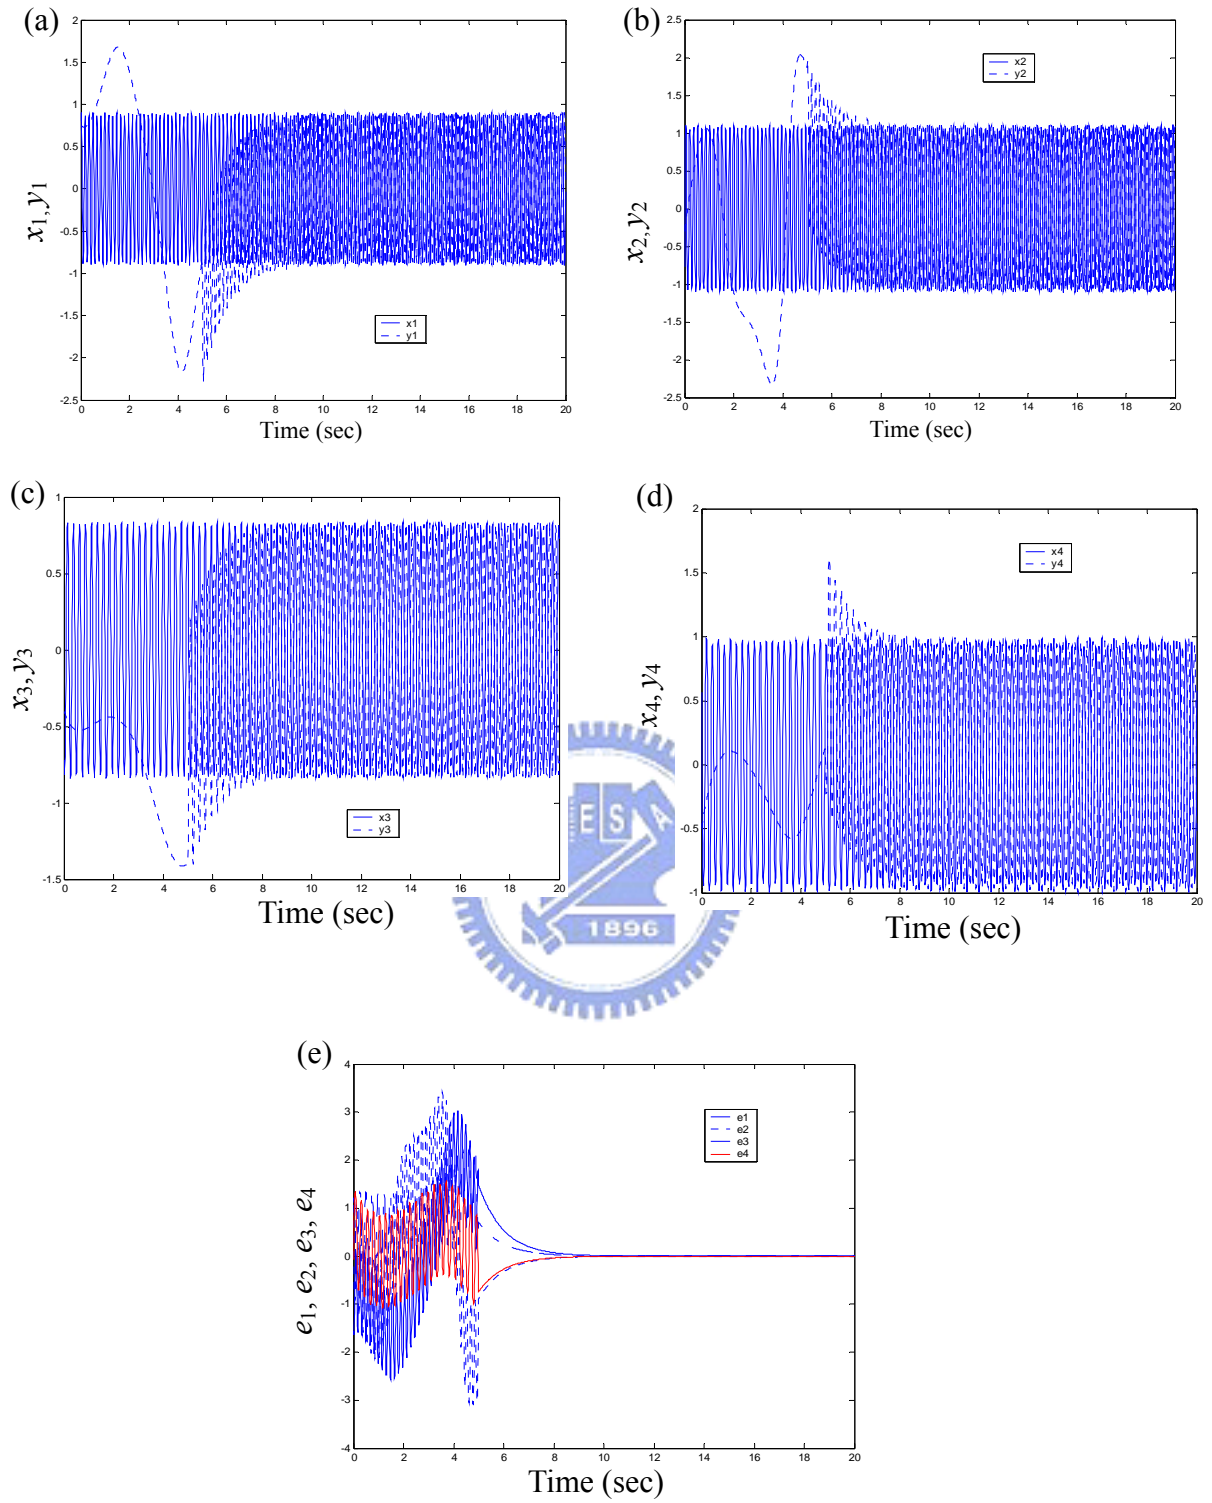 (a)
2
1.5
1
0.5
0
-0.5
-1
-1.5
-2
-2.5
x1,y1
x1
y1
0 2 4 6 8 10 12 14 16 18 20
Time (sec)
(b)
2.5
2
1.5
1
0.5
0
-0.5
-1
-1.5
-2
-2.5
x2,y2
x2
y2
0 2 4 6 8 10 12 14 16 18 20
Time (sec)
(c)
1
0.5
0
-0.5
-1
-1.5
x3,y3
x3
y3
0 2 4 6 8 10 12 14 16 18 20
Time (sec)
(d)
2
1.5
1
0.5
0
-0.5
-1
x4,y4
x4
y4
0 2 4 6 8 10 12 14 16 18 20
Time (sec)
ES
A
1896
(e)
4
3
2
1
0
-1
-2
-3
-4
e1, e2, e3, e4
e1
e2
e3
e4
0 2 4 6 8 10 12 14 16 18 20
Time (sec)